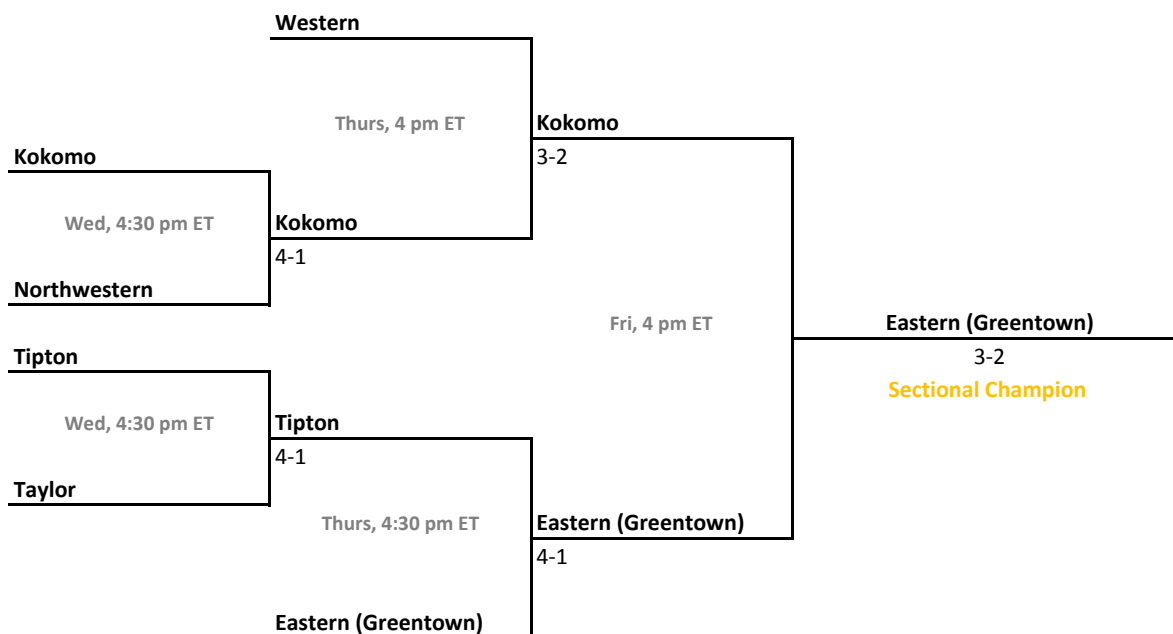 Western
Thurs, 4 pm ET
Kokomo
3-2
Kokomo
Wed, 4:30 pm ET
Kokomo
4-1
Northwestern
Fri, 4 pm ET
Eastern (Greentown)
3-2
Sectional Champion
Tipton
Wed, 4:30 pm ET
Tipton
4-1
Taylor
Thurs, 4:30 pm ET
Eastern (Greentown)
4-1
Eastern (Greentown)